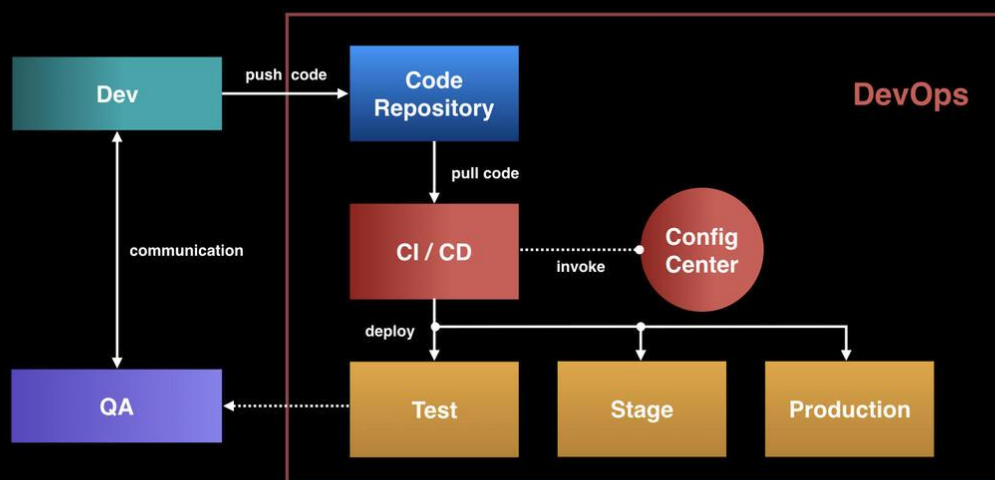 Dev
push code
Code
Repository
DevOps
pull code
CI / CD
invoke
Config
Center
communication
deploy
QA
Test
Stage
Production